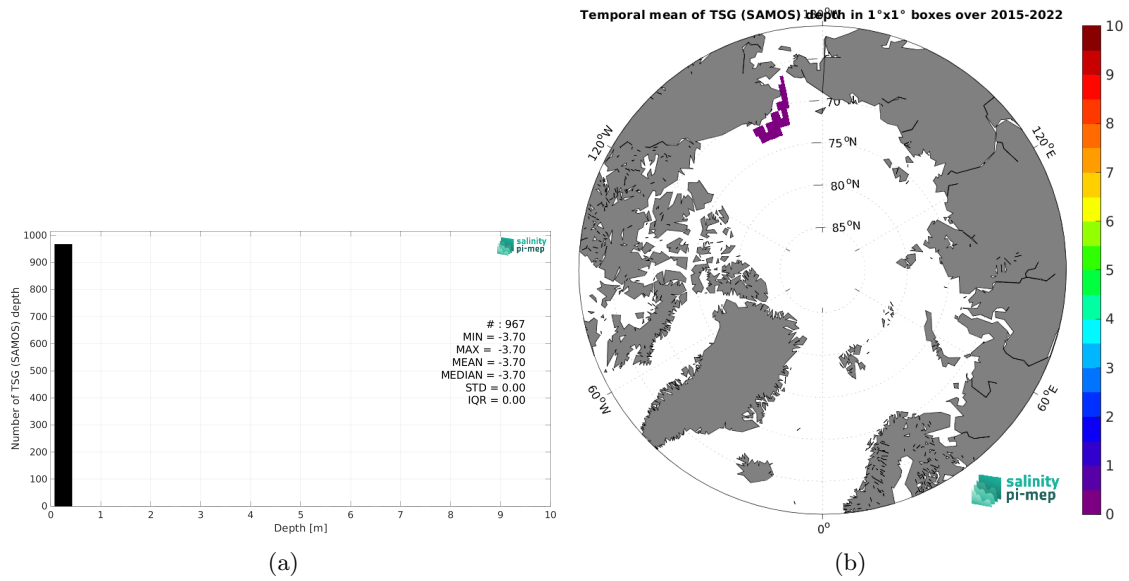 1000
900
800
700
600
500
400
300
200
100
0
Number of TSG (SAMOS) depth
salinity
pi-mep
# : 967
MIN = -3.70
MAX = -3.70
MEAN = -3.70
MEDIAN = -3.70
STD = 0.00
IQR = 0.00
0 1 2 3 4 5 6 7 8 9 10
Depth [m]
(a)
Temporal mean of TSG (SAMOS) depth in 1°x1° boxes over 2015-2022
180°W
120°W
120°E
70°N
75°N
80°N
85°N
60°W
60°E
0°
salinity
pi-mep
10
9
8
7
6
5
4
3
2
1
0
(b)